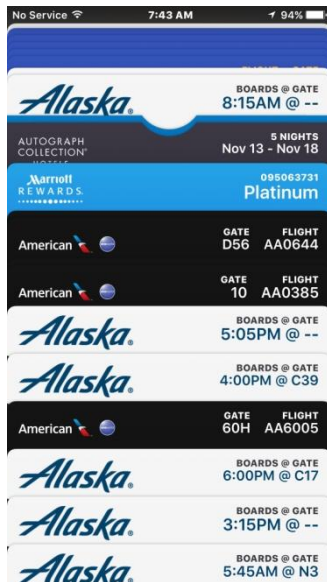 No Service 7:43 AM 94%
FLIGHT GATE
Alaska®
BOARDS @ GATE
8:15AM @ --
AUTOGRAPH
COLLECTION®
HOTELS
5 NIGHTS
Nov 13 - Nov 18
Marriott
REWARDS.
095063731
Platinum
American
GATE FLIGHT
D56 AA0644
American
GATE FLIGHT
10 AA0385
Alaska®
BOARDS @ GATE
5:05PM @ --
Alaska®
BOARDS @ GATE
4:00PM @ C39
American
GATE FLIGHT
60H AA6005
Alaska®
BOARDS @ GATE
6:00PM @ C17
Alaska®
BOARDS @ GATE
3:15PM @ --
Alaska®
BOARDS @ GATE
5:45AM @ N3